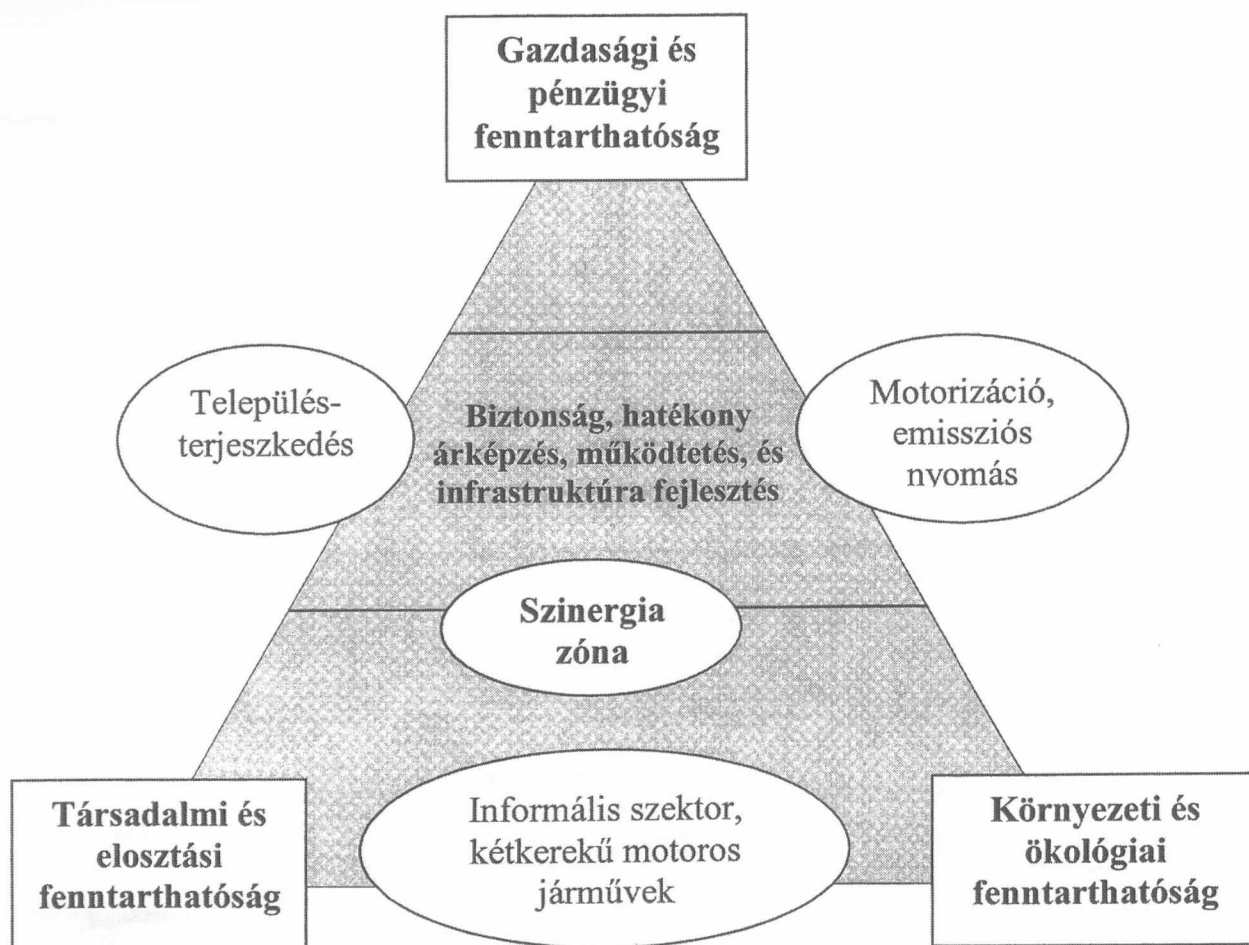 Gazdasági és
pénzügyi
fenntarthatóság
Település-
terjeszkedés
Biztonság, hatékony
árképzés, működtetés, és
infrastruktúra fejlesztés
Motorizáció,
emissziós
nyomás
Szinergia
zóna
Társadalmi és
elosztási
fenntarthatóság
Informális szektor,
kétkerekű motoros
járművek
Környezeti és
ökológiai
fenntarthatóság